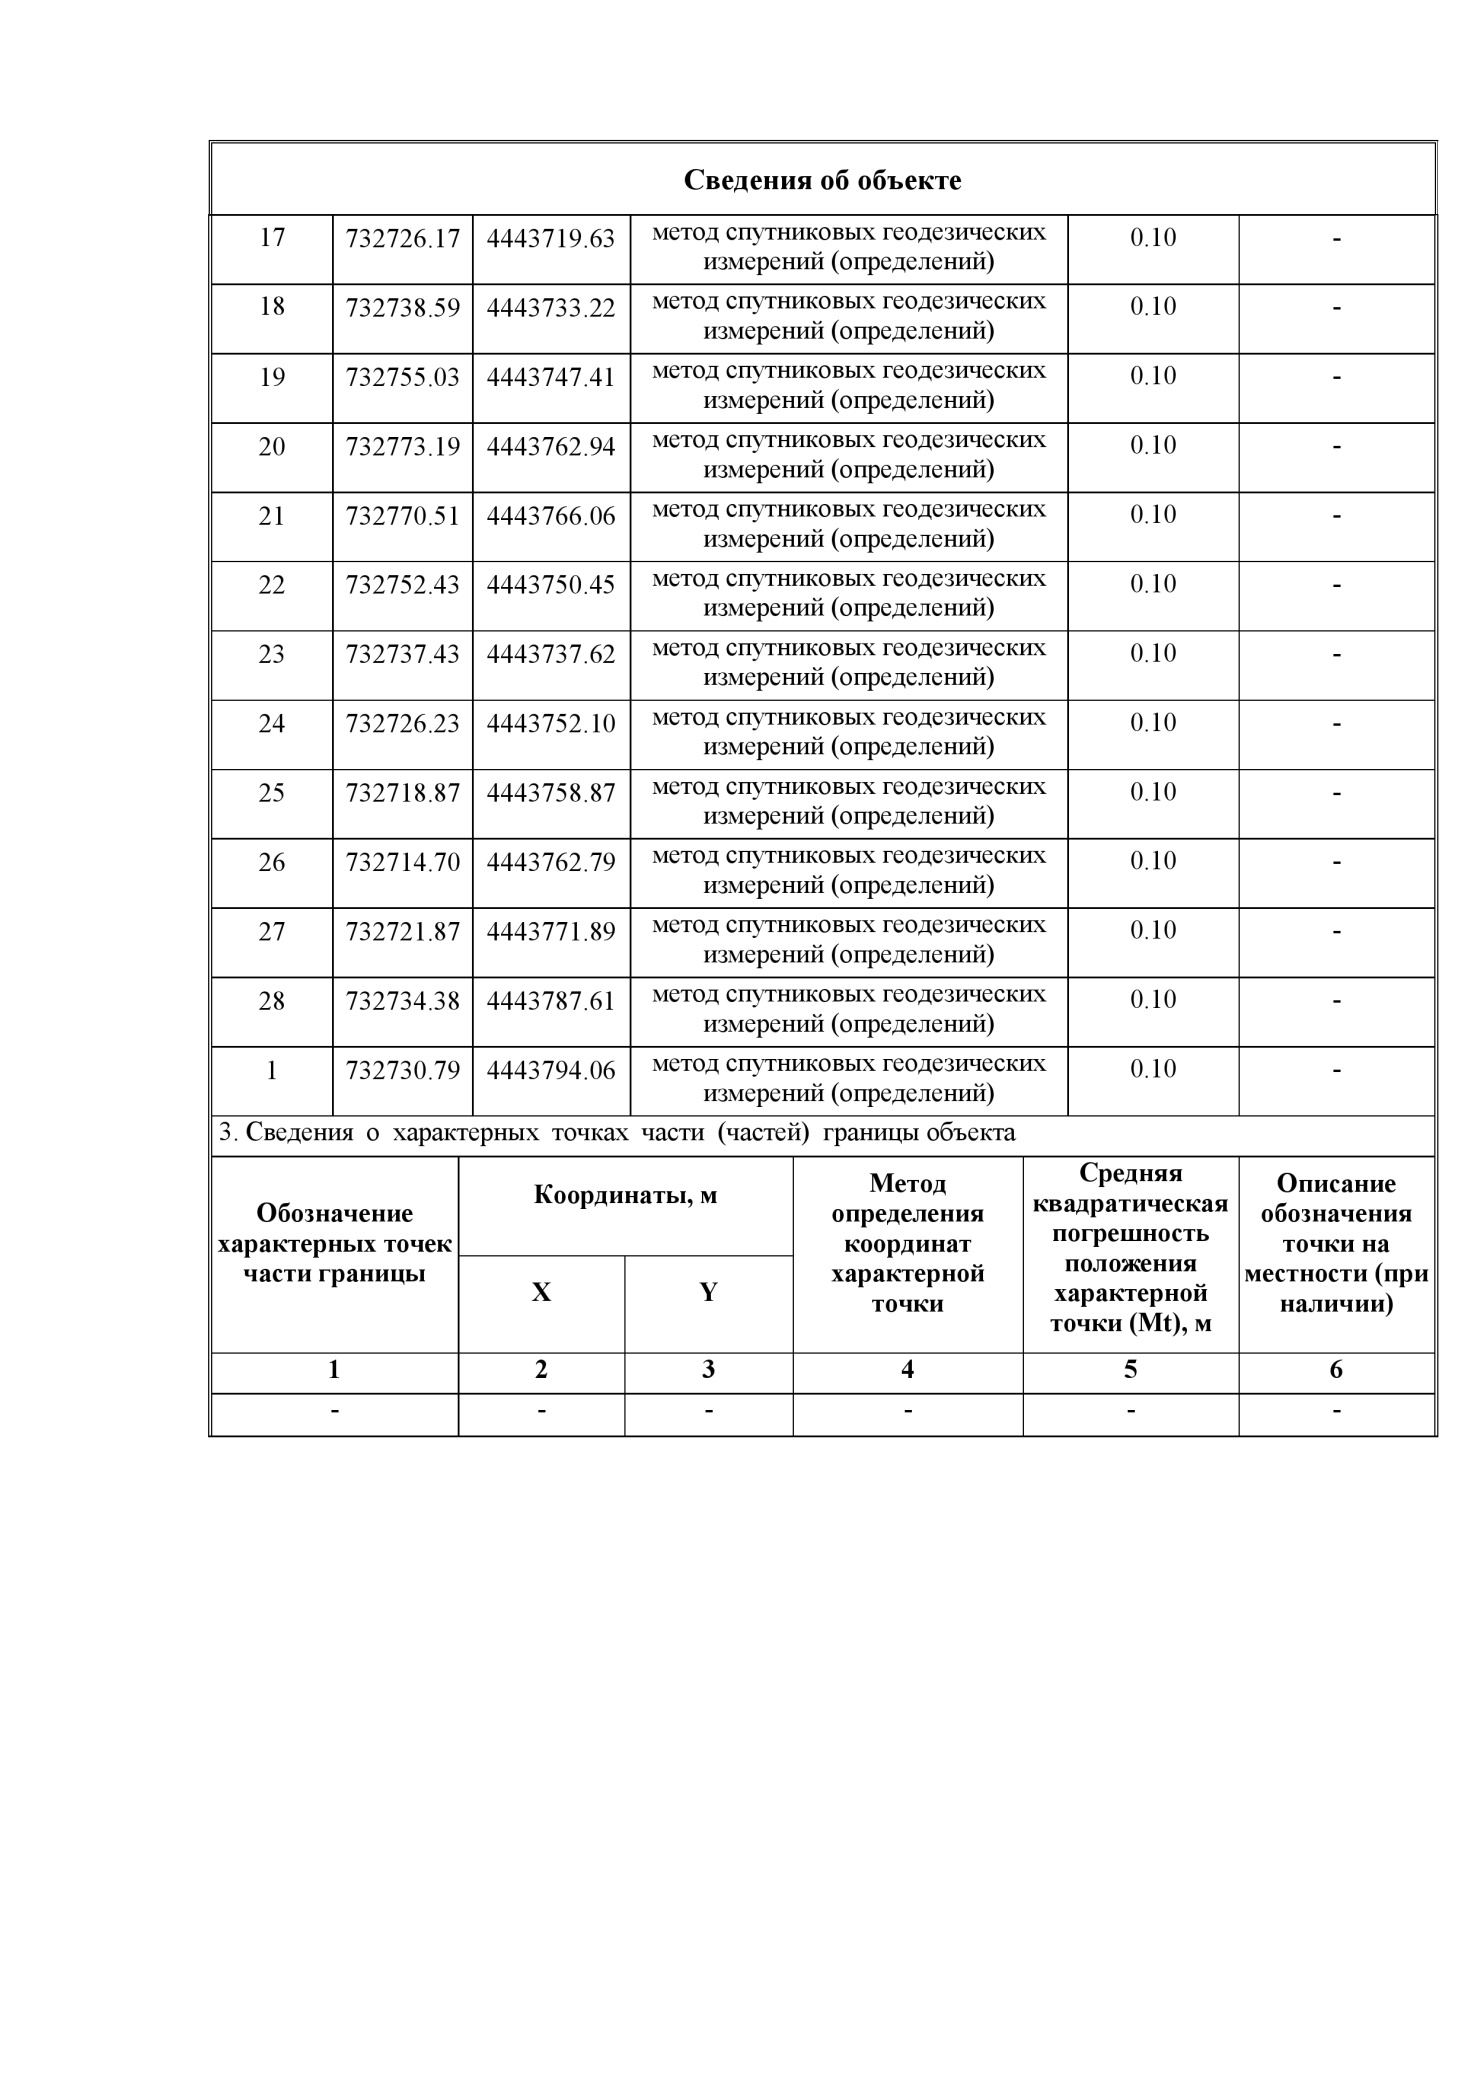 Сведения об объекте
17 732726.17 4443719.63 метод спутниковых геодезических измерений (определений) 0.10 -
18 732738.59 4443733.22 метод спутниковых геодезических измерений (определений) 0.10 -
19 732755.03 4443747.41 метод спутниковых геодезических измерений (определений) 0.10 -
20 732773.19 4443762.94 метод спутниковых геодезических измерений (определений) 0.10 -
21 732770.51 4443766.06 метод спутниковых геодезических измерений (определений) 0.10 -
22 732752.43 4443750.45 метод спутниковых геодезических измерений (определений) 0.10 -
23 732737.43 4443737.62 метод спутниковых геодезических измерений (определений) 0.10 -
24 732726.23 4443752.10 метод спутниковых геодезических измерений (определений) 0.10 -
25 732718.87 4443758.87 метод спутниковых геодезических измерений (определений) 0.10 -
26 732714.70 4443762.79 метод спутниковых геодезических измерений (определений) 0.10 -
27 732721.87 4443771.89 метод спутниковых геодезических измерений (определений) 0.10 -
28 732734.38 4443787.61 метод спутниковых геодезических измерений (определений) 0.10 -
1 732730.79 4443794.06 метод спутниковых геодезических измерений (определений) 0.10 -
3. Сведения о характерных точках части (частей) границы объекта
Обозначение
характерных точек
части границы
Координаты, м
X Y
Метод
определения
координат
характерной
точки
Средняя
квадратическая
погрешность
положения
характерной
точки (Mt), м
Описание
обозначения
точки на
местности (при
наличии)
1 2 3 4 5 6
- - - - - -